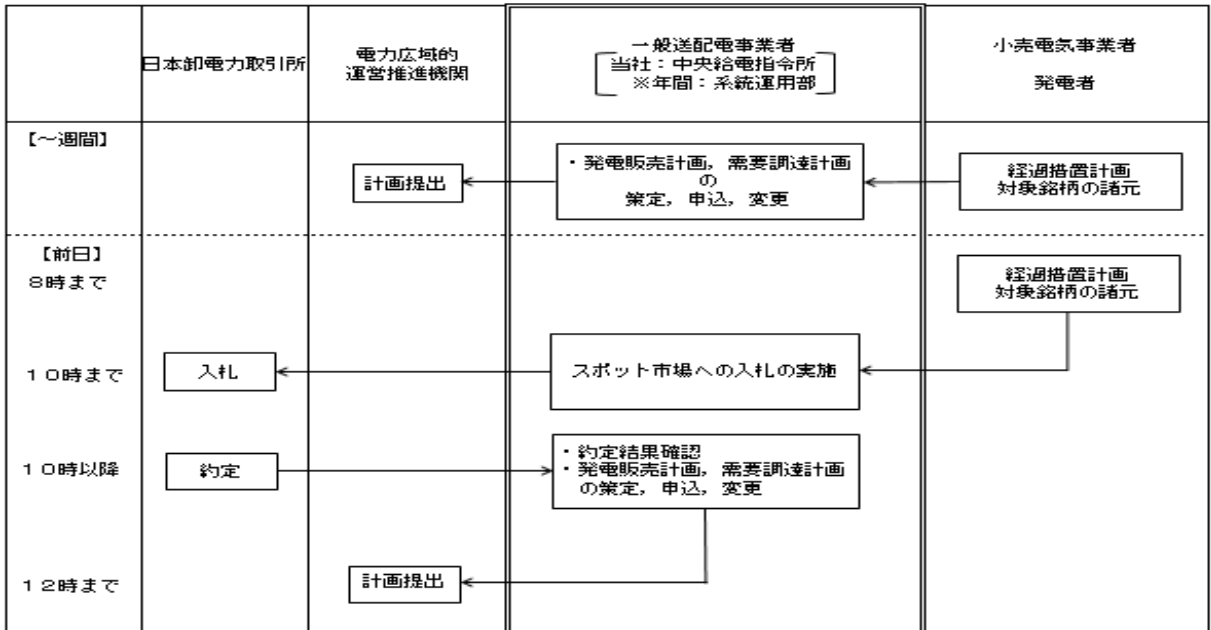 日本卸電力取引所
電力広域的
運営推進機関
一般送配電事業者
当社：中央給電指令所
※年間：系統運用部
小売電気事業者
発電者
【～週間】
計画提出
・発電販売計画，需要調達計画
の
策定，申込，変更
経過措置計画
対象銘柄の諸元
【前日】
８時まで
経過措置計画
対象銘柄の諸元
１０時まで
入札
スポット市場への入札の実施
１０時以降
約定
・約定結果確認
・発電販売計画，需要調達計画
の策定，申込，変更
１２時まで
計画提出